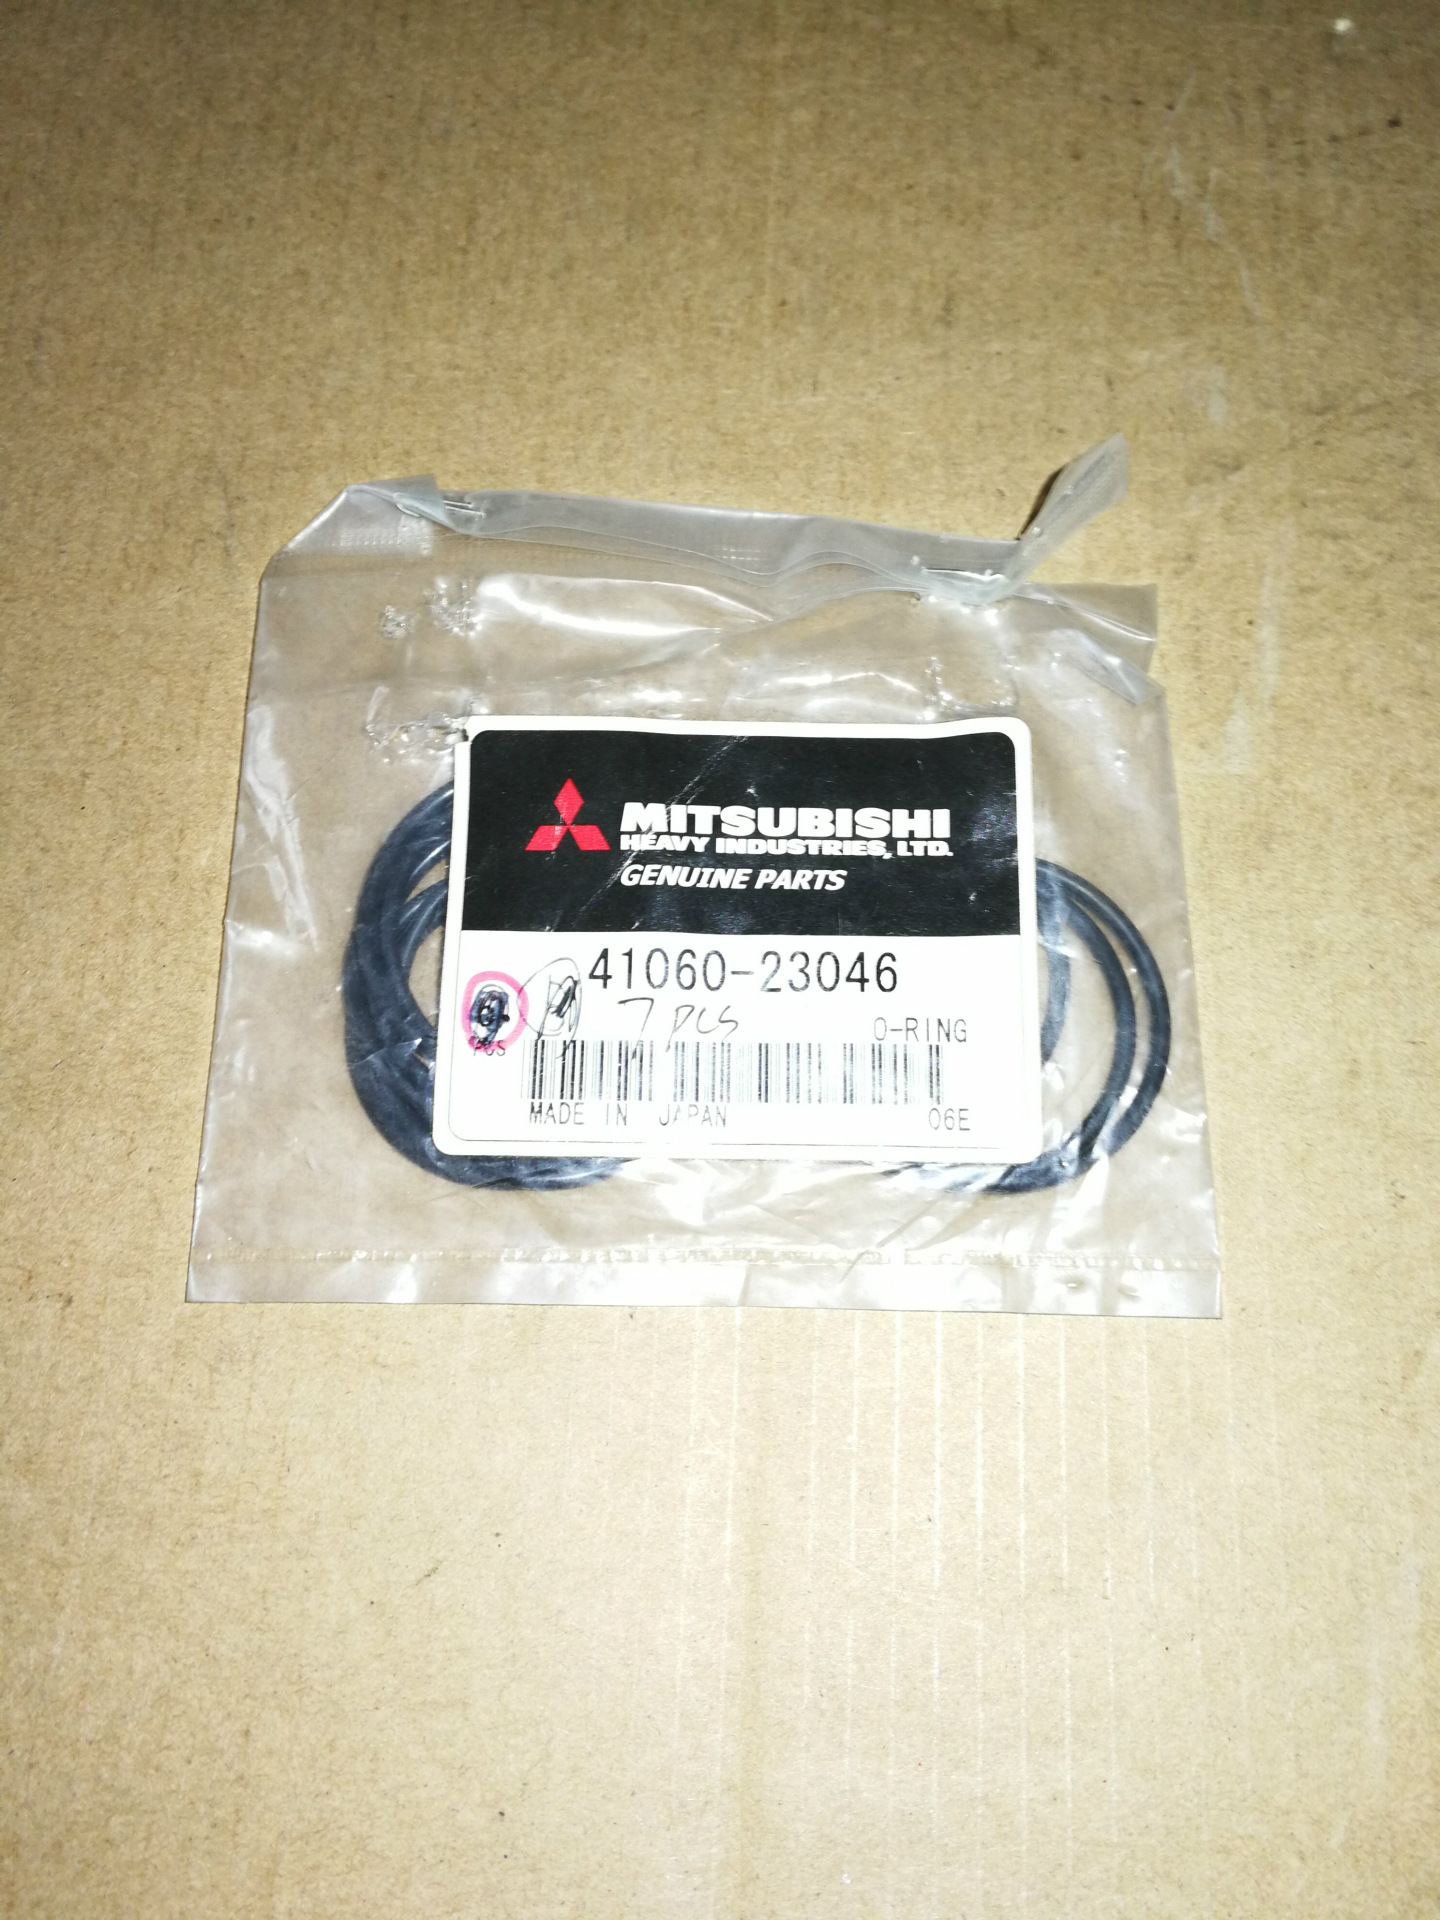 MITSUBISHI
HEAVY INDUSTRIES, LTD.
GENUINE PARTS
41060-23046
7 PCS
O-RING
PCS
MADE IN JAPAN 06E